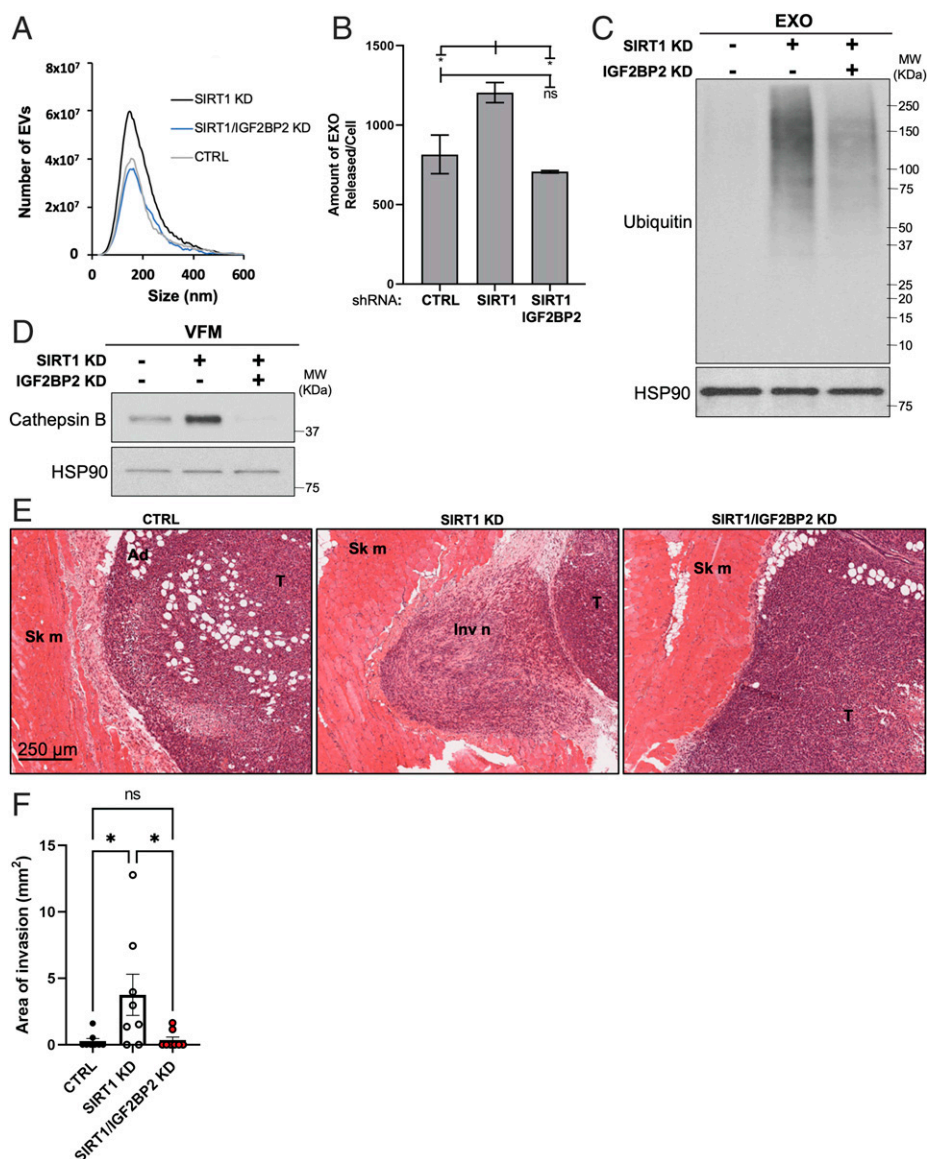 A
Number of EVs
8x10⁷
6x10⁷
4x10⁷
2x10⁷
0
0
200
400
600
Size (nm)
SIRT1 KD
SIRT1/IGF2BP2 KD
CTRL
B
Amount of EXO
Released/Cell
1500
1000
500
0
*
*
ns
shRNA:
CTRL
SIRT1
SIRT1
IGF2BP2
C
EXO
SIRT1 KD - + +
IGF2BP2 KD - - +
MW
(KDa)
Ubiquitin
250
150
100
75
50
37
25
20
15
10
HSP90
75
D
VFM
SIRT1 KD - + +
IGF2BP2 KD - - +
MW
(KDa)
Cathepsin B
37
HSP90
75
E
CTRL
Ad
T
Sk m
250 µm
SIRT1 KD
Sk m
T
Inv n
SIRT1/IGF2BP2 KD
Sk m
T
F
ns
* *
Area of invasion (mm²)
15
10
5
0
CTRL
SIRT1 KD
SIRT1/IGF2BP2 KD